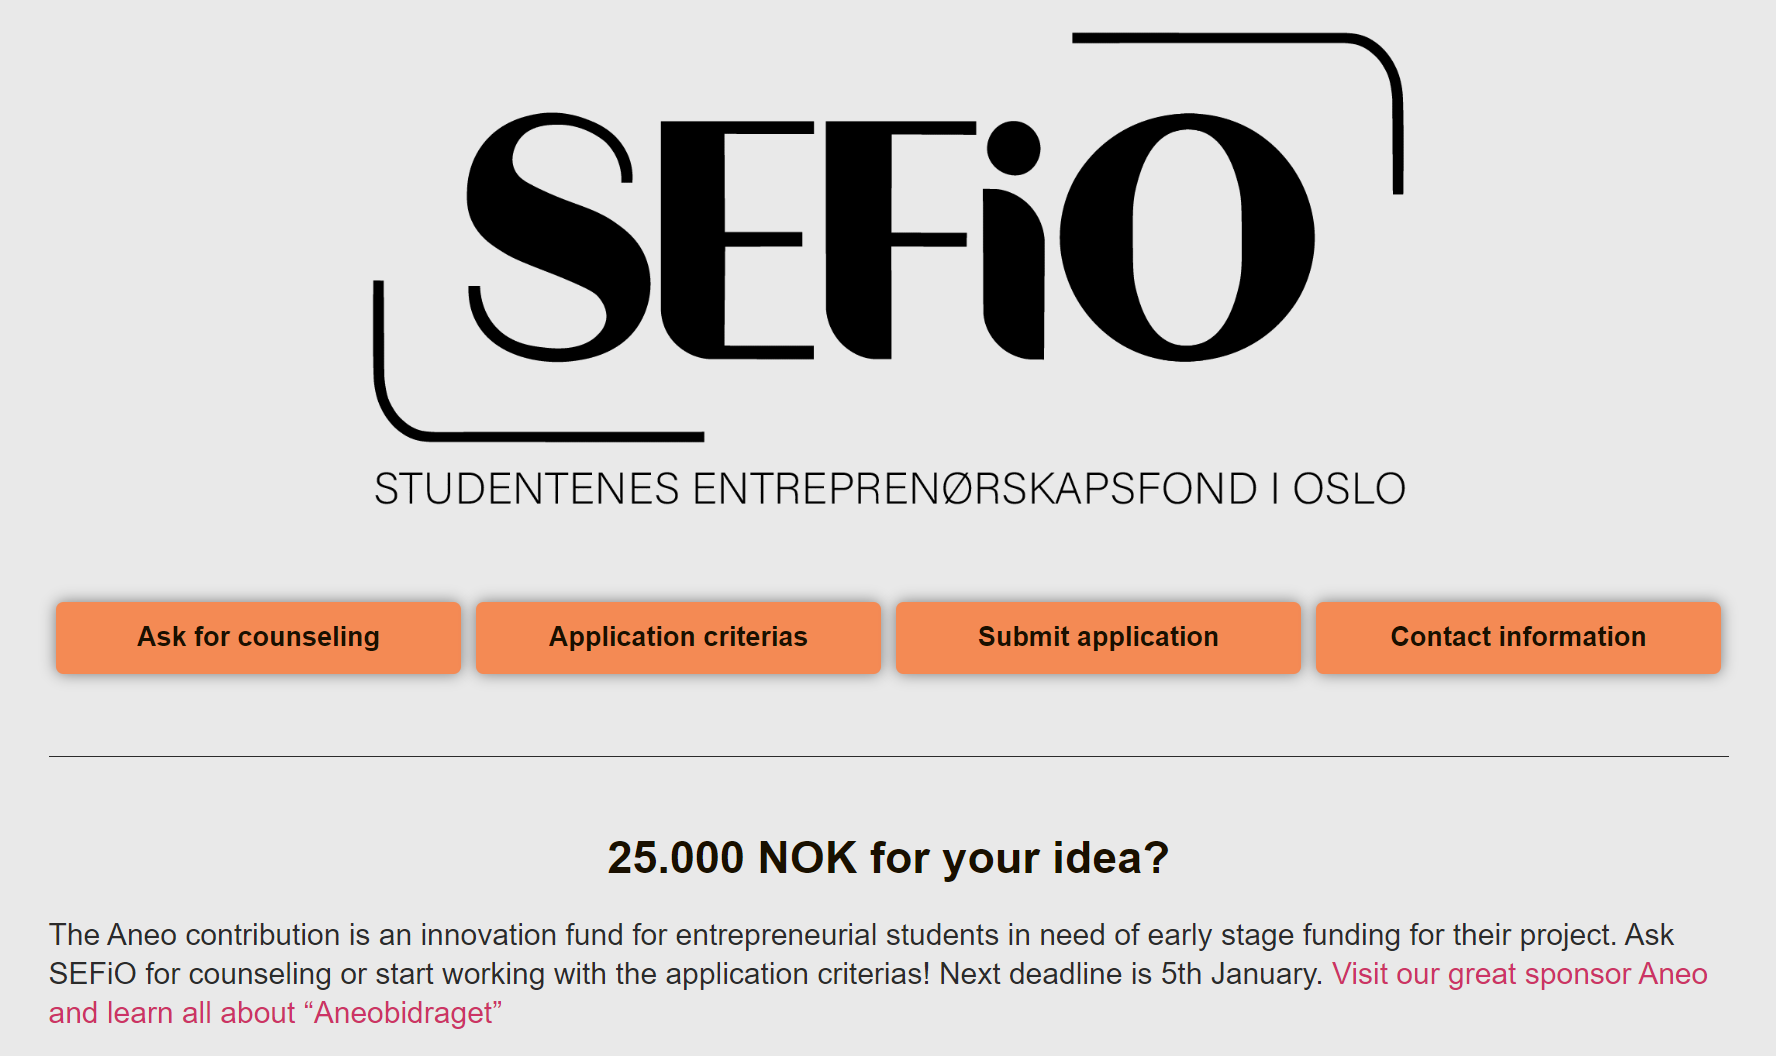 SEFiO
STUDENTENES ENTREPRENØRSKAPSFOND I OSLO
Ask for counseling
Application criterias
Submit application
Contact information
25.000 NOK for your idea?
The Aneo contribution is an innovation fund for entrepreneurial students in need of early stage funding for their project. Ask
SEFiO for counseling or start working with the application criterias! Next deadline is 5th January. Visit our great sponsor Aneo
and learn all about “Aneobidraget”